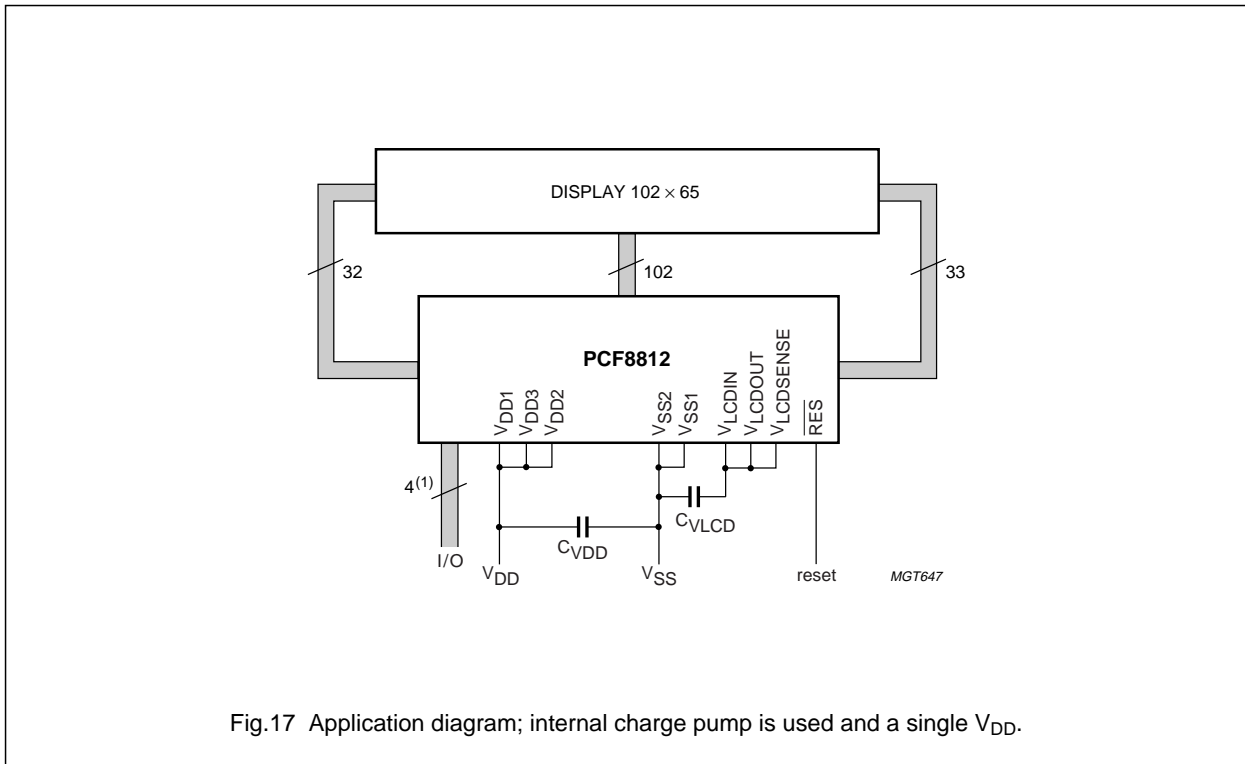 DISPLAY 102 × 65
32
102
33
PCF8812
VDD1
VDD3
VDD2
VSS2
VSS1
VLCDIN
VLCDOUT
VLCDSENSE
RES
4(1)
CVLCD
CVDD
I/O
VDD
VSS
reset
MGT647
Fig.17 Application diagram; internal charge pump is used and a single VDD.